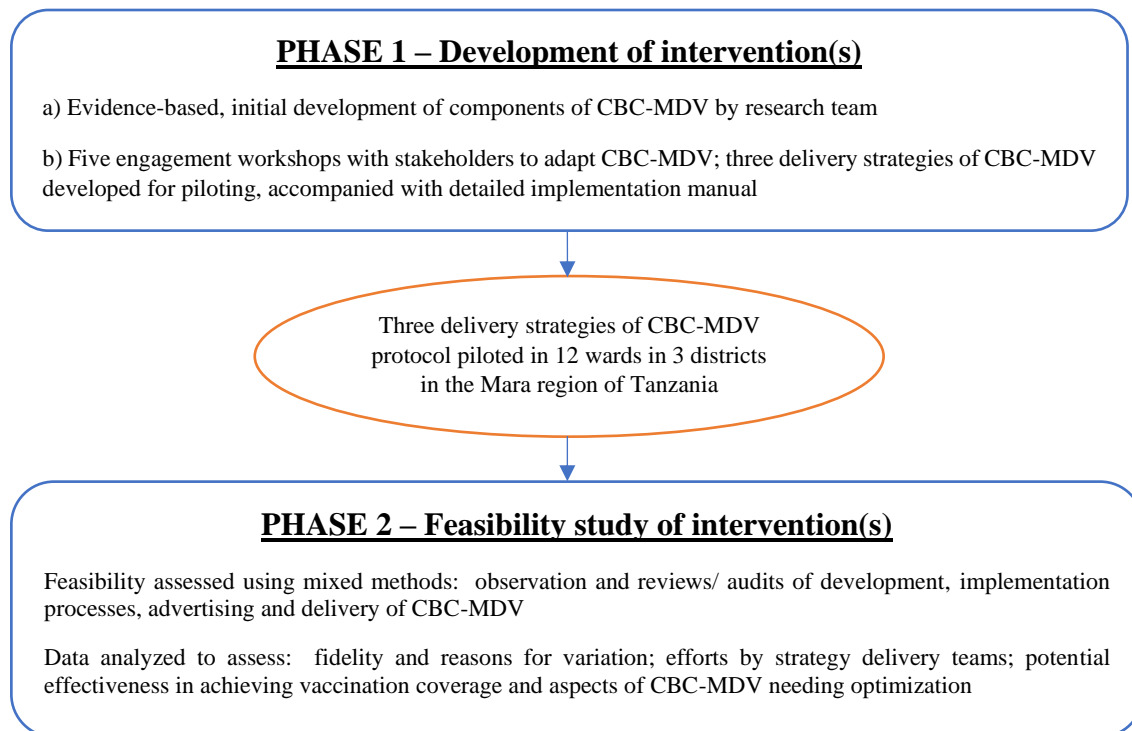 PHASE 1 – Development of intervention(s)
a) Evidence-based, initial development of components of CBC-MDV by research team
b) Five engagement workshops with stakeholders to adapt CBC-MDV; three delivery strategies of CBC-MDV
developed for piloting, accompanied with detailed implementation manual
Three delivery strategies of CBC-MDV
protocol piloted in 12 wards in 3 districts
in the Mara region of Tanzania
PHASE 2 – Feasibility study of intervention(s)
Feasibility assessed using mixed methods: observation and reviews/ audits of development, implementation
processes, advertising and delivery of CBC-MDV
Data analyzed to assess: fidelity and reasons for variation; efforts by strategy delivery teams; potential
effectiveness in achieving vaccination coverage and aspects of CBC-MDV needing optimization